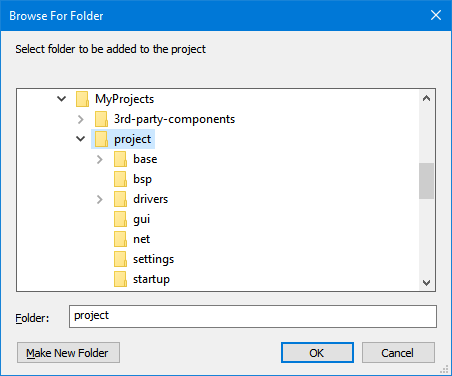 Browse For Folder
Select folder to be added to the project
MyProjects
3rd-party-components
project
base
bsp
drivers
gui
net
settings
startup
Folder: project
Make New Folder OK Cancel